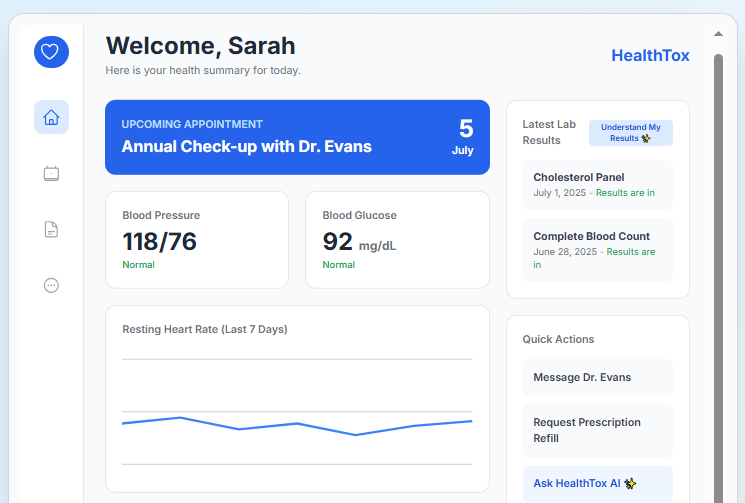 Welcome, Sarah
Here is your health summary for today.
HealthTox
UPCOMING APPOINTMENT
Annual Check-up with Dr. Evans
5
July
Blood Pressure
118/76
Normal
Blood Glucose
92 mg/dL
Normal
Resting Heart Rate (Last 7 Days)
Latest Lab
Results
Understand My
Results ✨
Cholesterol Panel
July 1, 2025 - Results are in
Complete Blood Count
June 28, 2025 - Results are
in
Quick Actions
Message Dr. Evans
Request Prescription
Refill
Ask HealthTox AI ✨